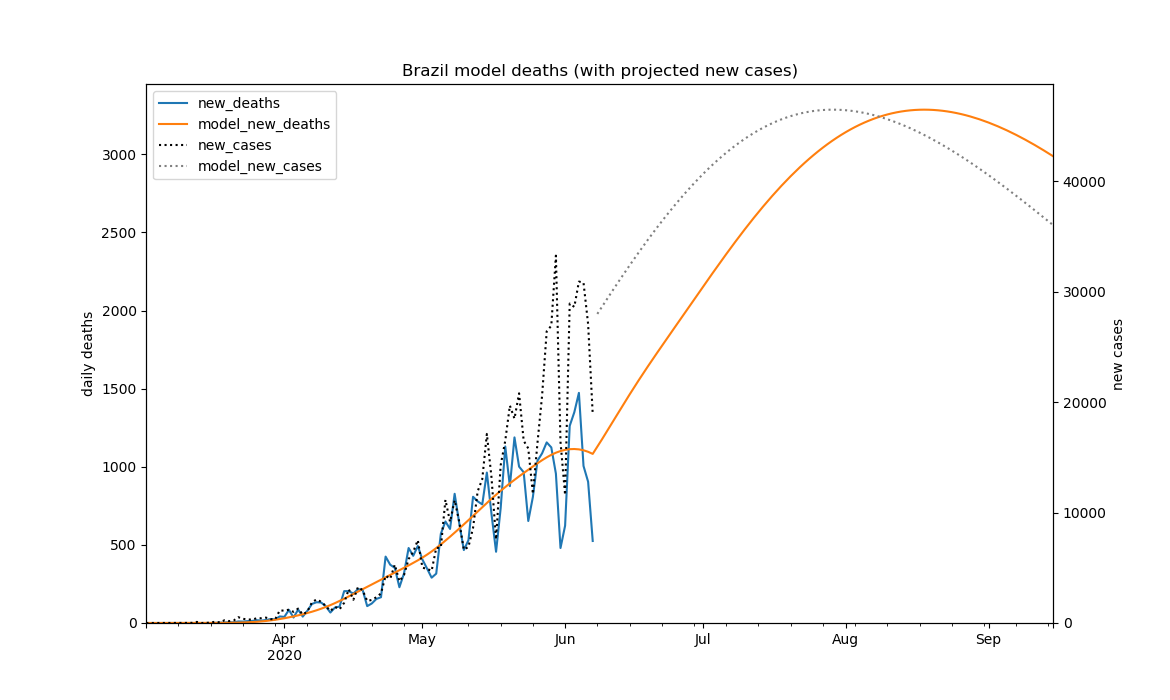 Brazil model deaths (with projected new cases)
new_deaths
model_new_deaths
new_cases
model_new_cases
daily deaths
3000
2500
2000
1500
1000
500
0
40000
30000
20000
10000
0
new cases
Apr
2020
May
Jun
Jul
Aug
Sep